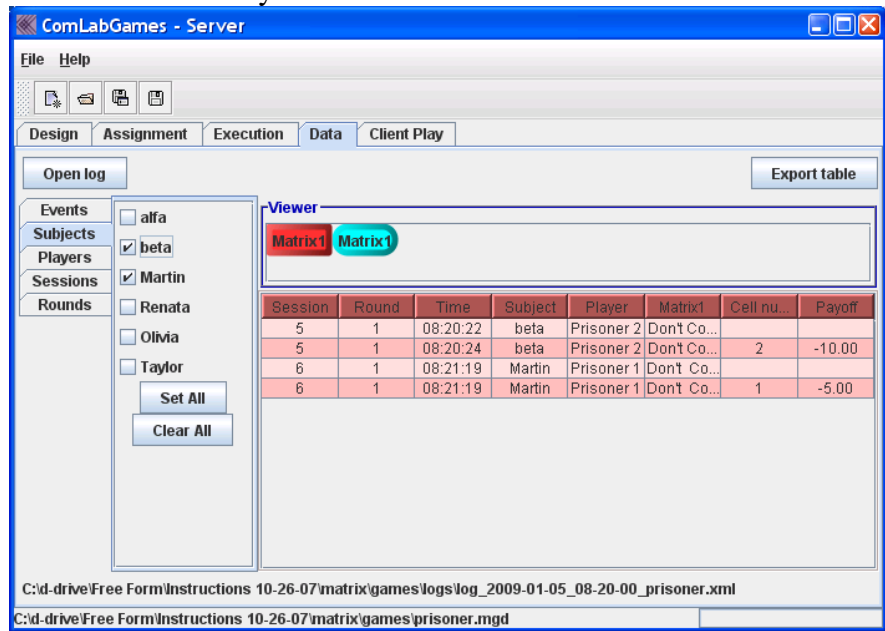 ComLabGames - Server
File Help
Design Assignment Execution Data Client Play
Open log Export table
Events
Subjects
Players
Sessions
Rounds
alfa
beta
Martin
Renata
Olivia
Taylor
Set All
Clear All
Viewer
Matrix1 Matrix1
Session Round Time Subject Player Matrix1 Cell nu... Payoff
5 1 08:20:22 beta Prisoner 2 Don't Co...
5 1 08:20:24 beta Prisoner 2 Don't Co... 2 -10.00
6 1 08:21:19 Martin Prisoner 1 Don't Co...
6 1 08:21:19 Martin Prisoner 1 Don't Co... 1 -5.00
C:\d-drive\Free Form\Instructions 10-26-07\matrix\games\logs\log_2009-01-05_08-20-00_prisoner.xml
C:\d-drive\Free Form\Instructions 10-26-07\matrix\games\prisoner.mgd